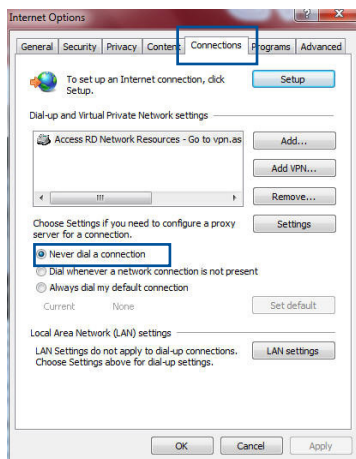 Internet Options
General Security Privacy Content Connections Programs Advanced
To set up an Internet connection, click Setup.
Setup
Dial-up and Virtual Private Network settings
Access RD Network Resources - Go to vpn.as
Add...
Add VPN...
Remove...
Choose Settings if you need to configure a proxy
server for a connection.
Settings
Never dial a connection
Dial whenever a network connection is not present
Always dial my default connection
Current None
Set default
Local Area Network (LAN) settings
LAN Settings do not apply to dial-up connections.
Choose Settings above for dial-up settings.
LAN settings
OK Cancel Apply